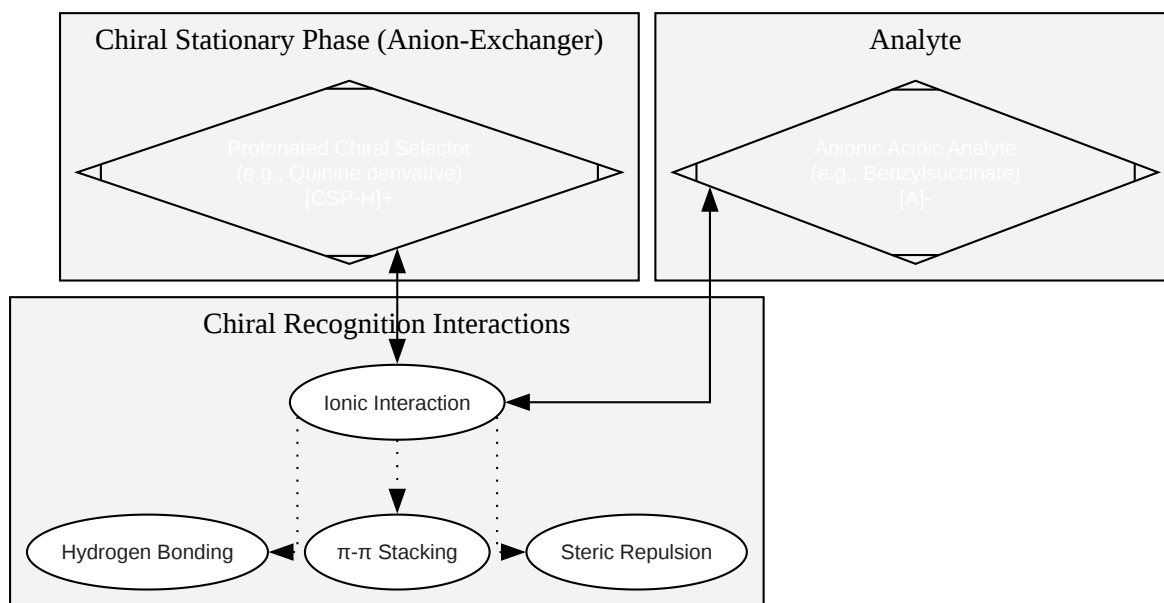 Chiral Stationary Phase (Anion-Exchanger)
Protonated Chiral Selector
(e.g., Quinine derivative)
[CSP-H]+
Analyte
Anionic Acidic Analyte
(e.g., Benzylsuccinate)
[A]-
Chiral Recognition Interactions
Ionic Interaction
Hydrogen Bonding
π-π Stacking
Steric Repulsion